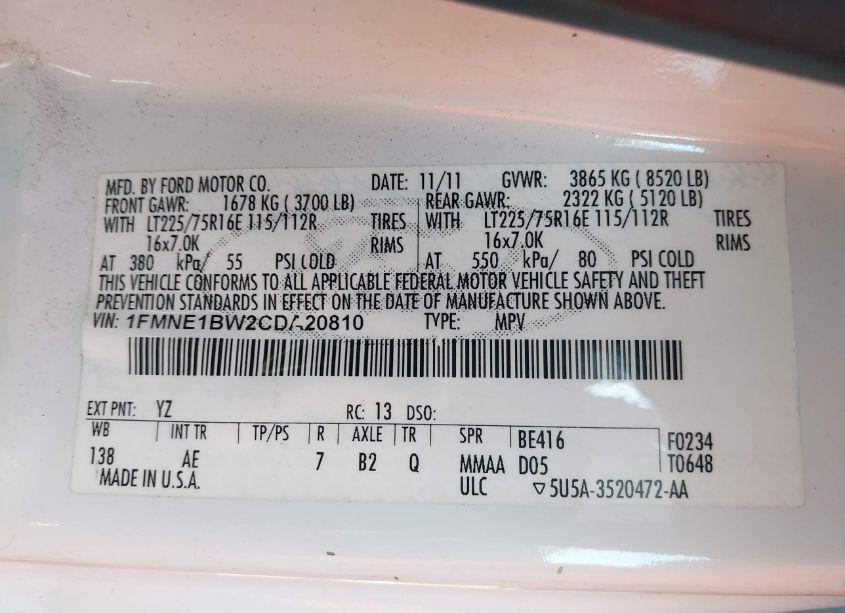 MFD. BY FORD MOTOR CO. DATE: 11/11 GVWR: 3865 KG ( 8520 LB)
FRONT GAWR: 1678 KG ( 3700 LB) REAR GAWR: 2322 KG ( 5120 LB)
WITH LT225/75R16E 115/112R TIRES WITH LT225/75R16E 115/112R TIRES
16x7.0K RIMS 16x7.0K RIMS
AT 380 kPa/ 55 PSI COLD AT 550 kPa/ 80 PSI COLD
THIS VEHICLE CONFORMS TO ALL APPLICABLE FEDERAL MOTOR VEHICLE SAFETY AND THEFT
PREVENTION STANDARDS IN EFFECT ON THE DATE OF MANUFACTURE SHOWN ABOVE.
VIN: 1FMNE1BW2CDA20810 TYPE: MPV
EXT PNT: YZ RC: 13 DSO:
WB INT TR TP/PS R AXLE TR SPR BE416 F0234
138 AE 7 B2 Q MMAA D05 T0648
MADE IN U.S.A. ULC ▽5U5A-3520472-AA